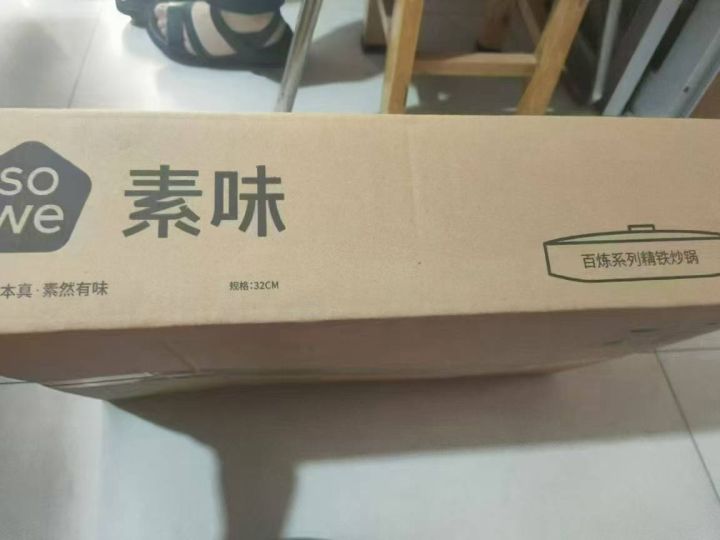 so
we
素味
本真·素然有味
规格:32CM
百炼系列精铁炒锅